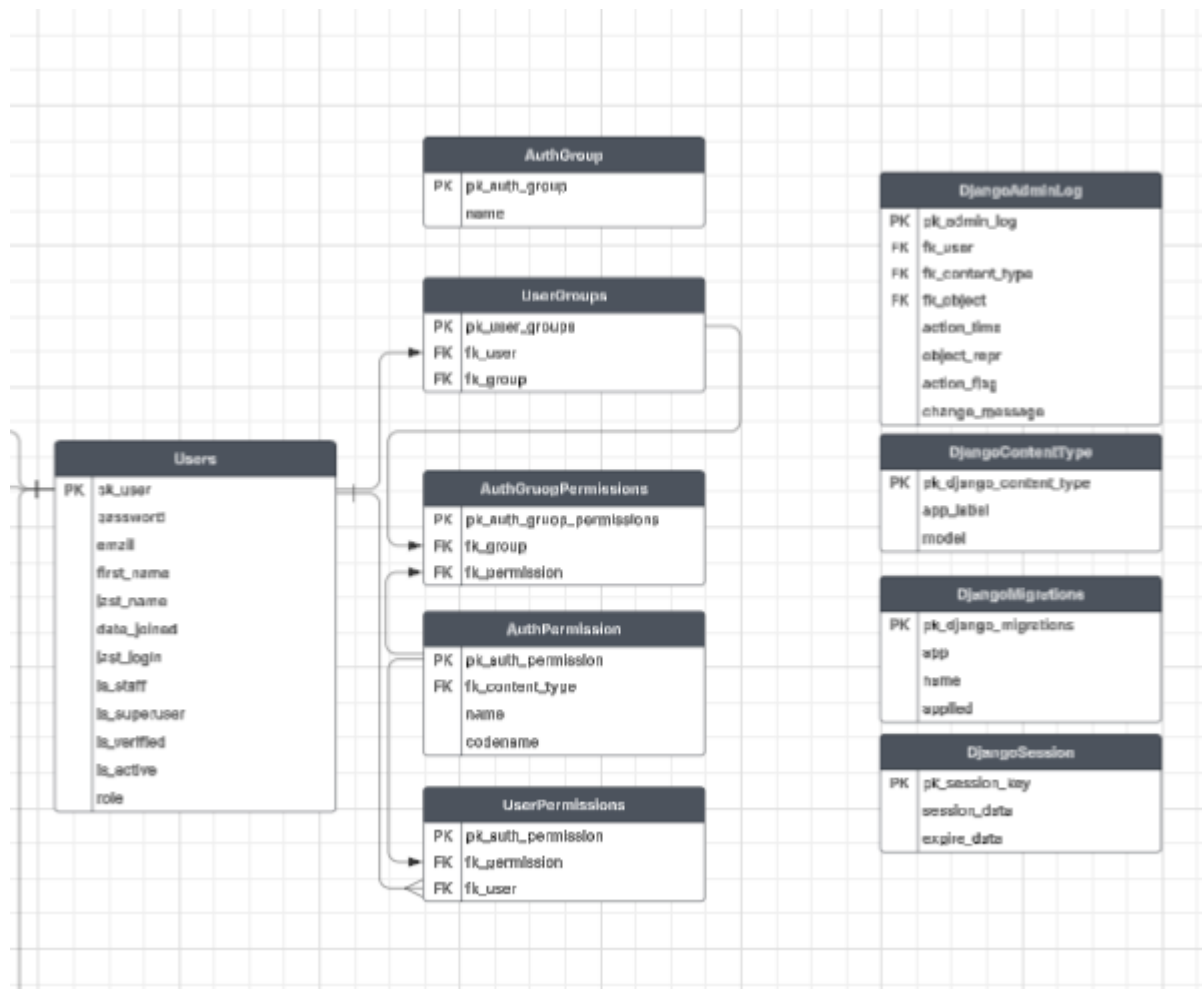 AuthGroup
PK pk_auth_group
name
UserGroups
PK pk_user_groups
FK fk_user
FK fk_group
Users
PK pk_user
password
email
first_name
last_name
date_joined
last_login
is_staff
is_superuser
is_verified
is_active
role
AuthGruopPermissions
PK pk_auth_gruop_permissions
FK fk_group
FK fk_permission
AuthPermission
PK pk_auth_permission
FK fk_content_type
name
codename
UserPermissions
PK pk_auth_permission
FK fk_permission
FK fk_user
DjangoAdminLog
PK pk_admin_log
FK fk_user
FK fk_content_type
FK fk_object
action_time
object_repr
action_flag
change_message
DjangoContentType
PK pk_django_content_type
app_label
model
DjangoMigrations
PK pk_django_migrations
app
name
applied
DjangoSession
PK pk_session_key
session_data
expire_data